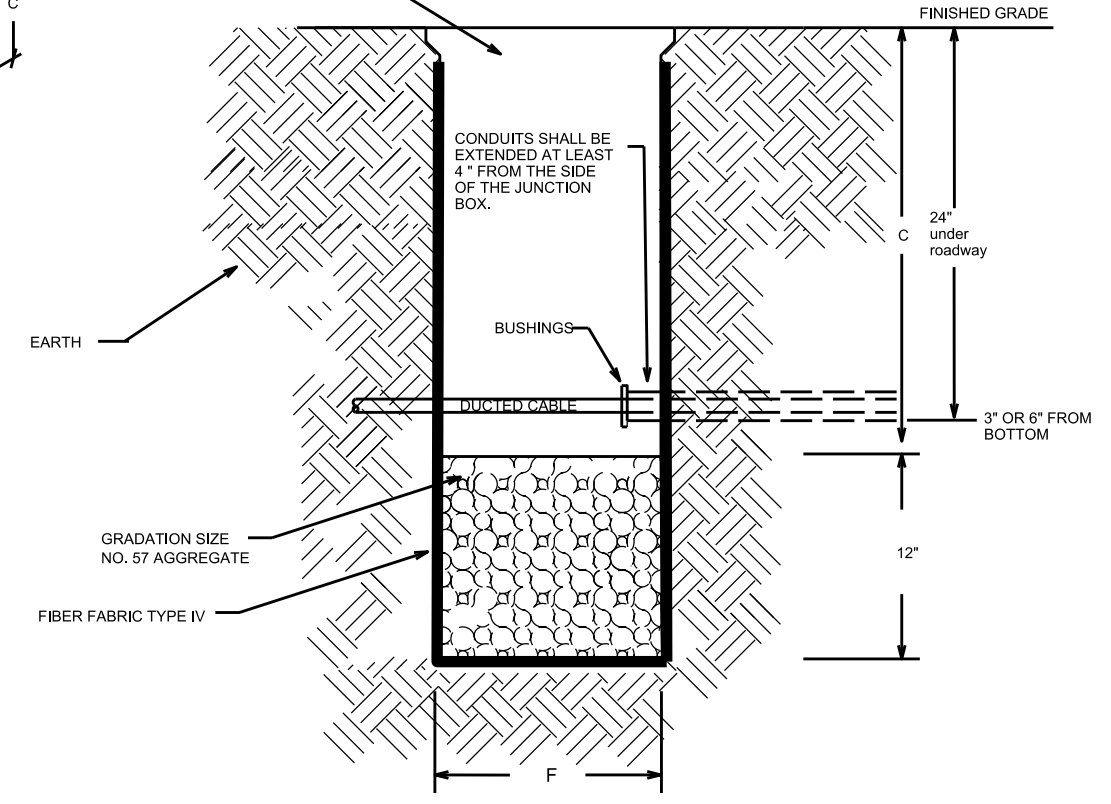 C
FINISHED GRADE
CONDUITS SHALL BE
EXTENDED AT LEAST
4 " FROM THE SIDE
OF THE JUNCTION
BOX.
C
24"
under
roadway
EARTH
BUSHINGS
DUCTED CABLE
3" OR 6" FROM
BOTTOM
GRADATION SIZE
NO. 57 AGGREGATE
12"
FIBER FABRIC TYPE IV
F